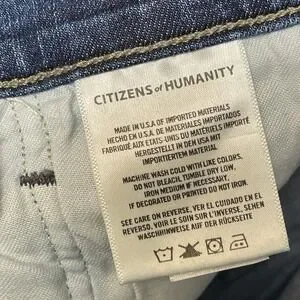 CITIZENS of HUMANITY
MADE IN U.S.A OF IMPORTED MATERIALS
HECHO EN U.S.A DE MATERIALES IMPORTADOS
FABRIQUÉ AUX ETATS-UNIS DU MATÉRIELS IMPORTÉS
HERGESTELLT IN DEN USA MIT
IMPORTIERTEM MATERIAL
MACHINE WASH COLD WITH LIKE COLORS.
DO NOT BLEACH, TUMBLE DRY LOW,
IRON MEDIUM IF NECESSARY,
IF DECORATED OR PAINTED DO NOT IRON.
SEE CARE ON REVERSE. VER EL CUIDADO EN EL
REVERSO. VOIR LE SOIN SUR L'INVERSE. SEHEN
WASCHHINWEISE AUF DER RÜCKSEITE